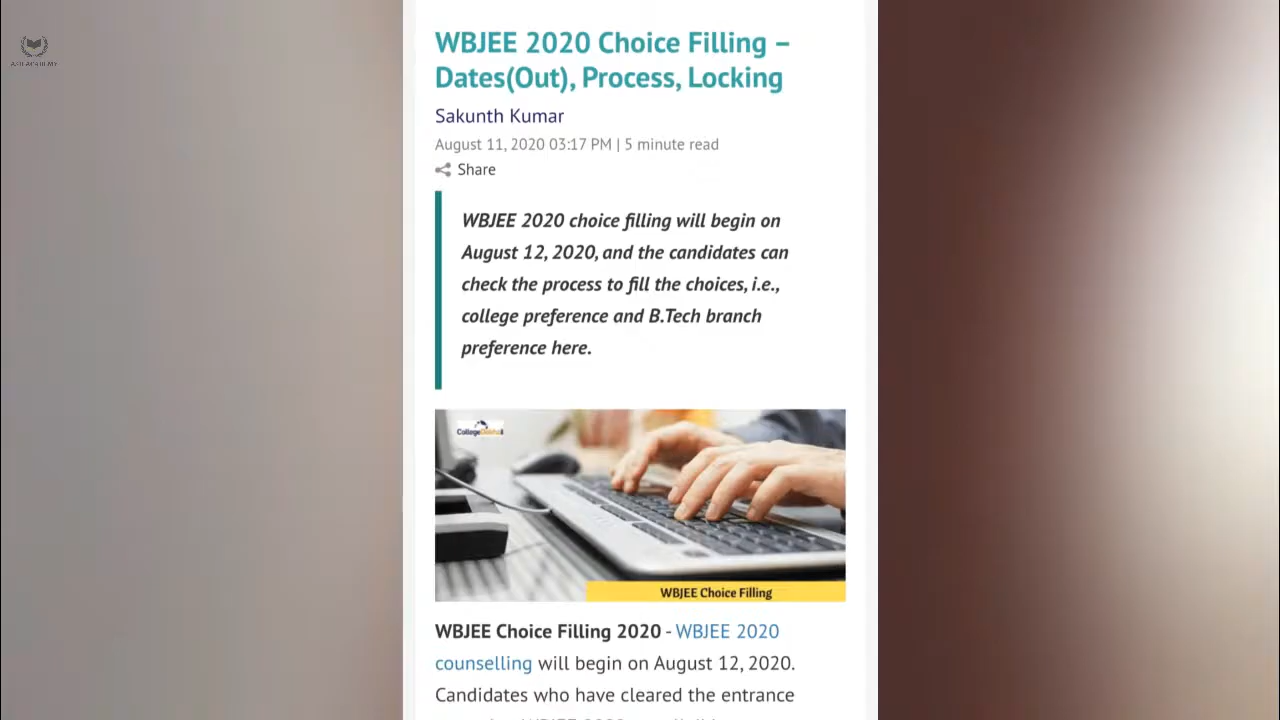 WBJEE 2020 Choice Filling –
Dates(Out), Process, Locking
Sakunth Kumar
August 11, 2020 03:17 PM | 5 minute read
Share
WBJEE 2020 choice filling will begin on
August 12, 2020, and the candidates can
check the process to fill the choices, i.e.,
college preference and B.Tech branch
preference here.
CollegeDekho
WBJEE Choice Filling
WBJEE Choice Filling 2020 - WBJEE 2020
counselling will begin on August 12, 2020.
Candidates who have cleared the entrance